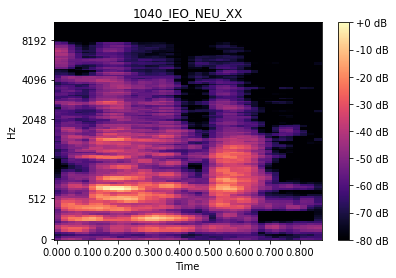 1040_IEO_NEU_XX
8192
4096
2048
1024
512
0
Hz
0.000 0.100 0.200 0.300 0.400 0.500 0.600 0.700 0.800
Time
+0 dB
-10 dB
-20 dB
-30 dB
-40 dB
-50 dB
-60 dB
-70 dB
-80 dB